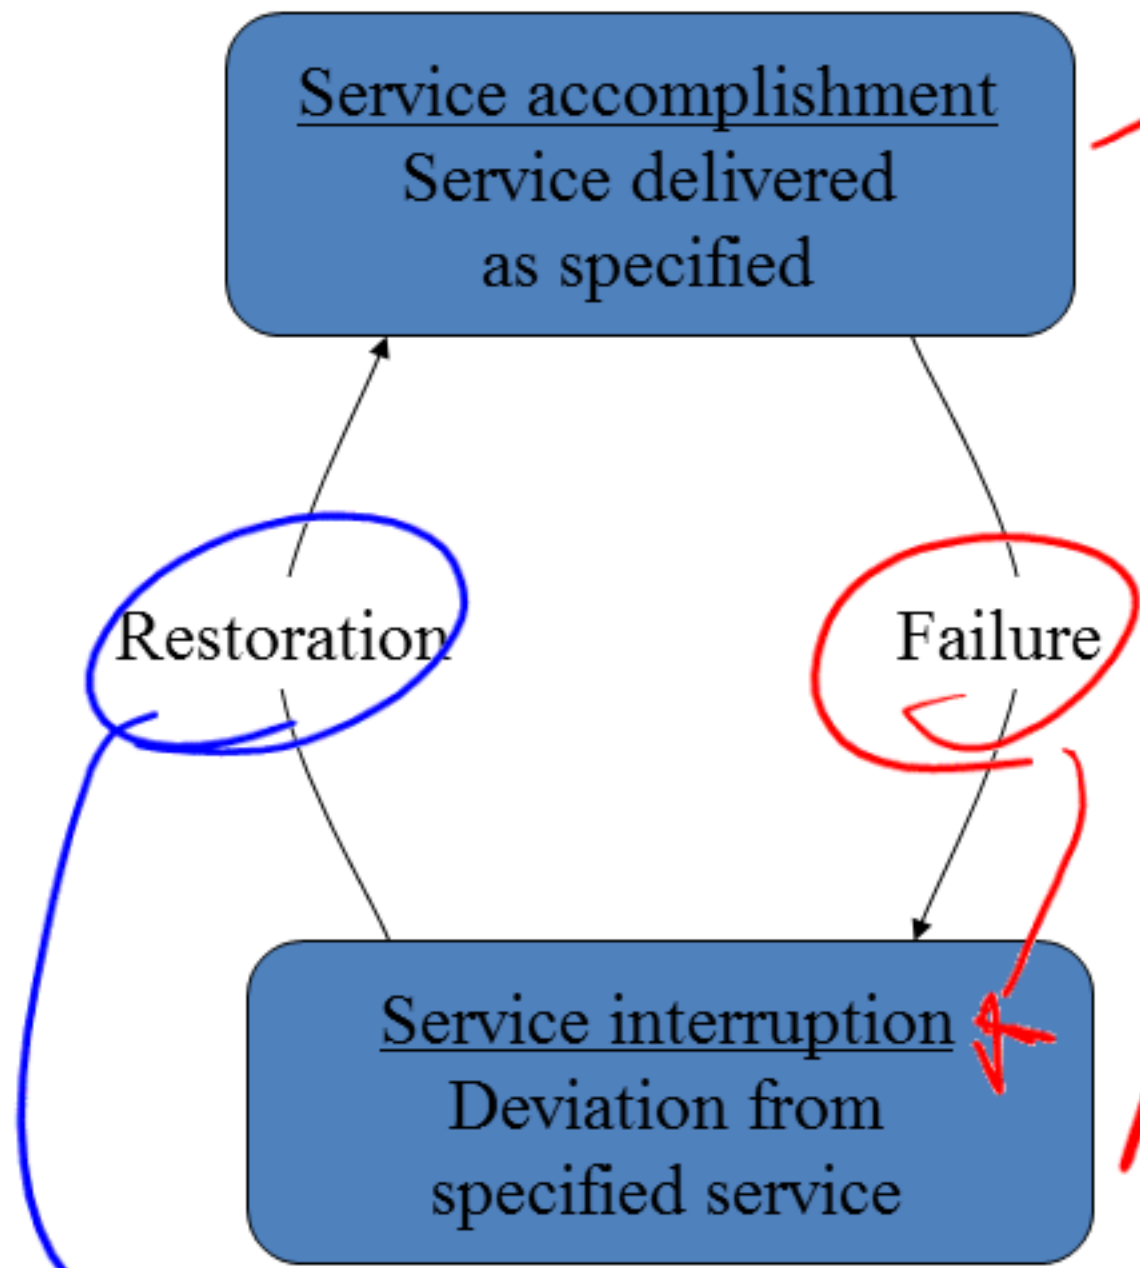 Service accomplishment
Service delivered
as specified
Restoration
Failure
Service interruption
Deviation from
specified service